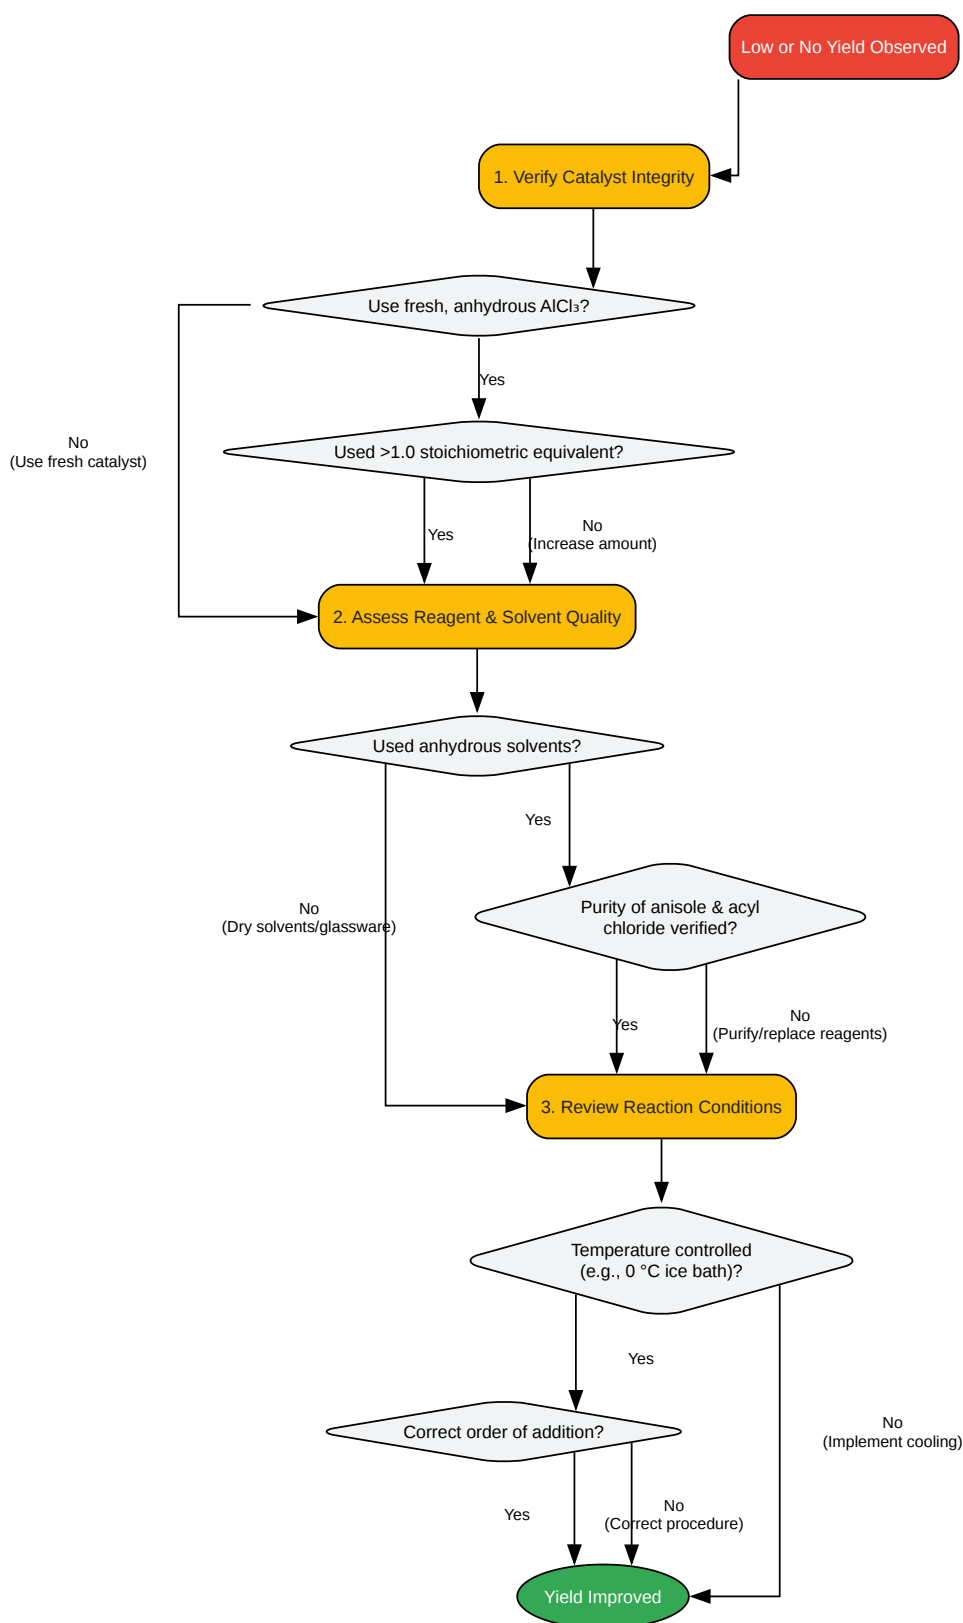 Low or No Yield Observed
1. Verify Catalyst Integrity
Use fresh, anhydrous AlCl₃?
Yes
No
(Use fresh catalyst)
Used >1.0 stoichiometric equivalent?
Yes
No
(Increase amount)
2. Assess Reagent & Solvent Quality
Used anhydrous solvents?
Yes
No
(Dry solvents/glassware)
Purity of anisole & acyl
chloride verified?
Yes
No
(Purify/replace reagents)
3. Review Reaction Conditions
Temperature controlled
(e.g., 0 °C ice bath)?
Yes
No
(Implement cooling)
Correct order of addition?
Yes
No
(Correct procedure)
Yield Improved